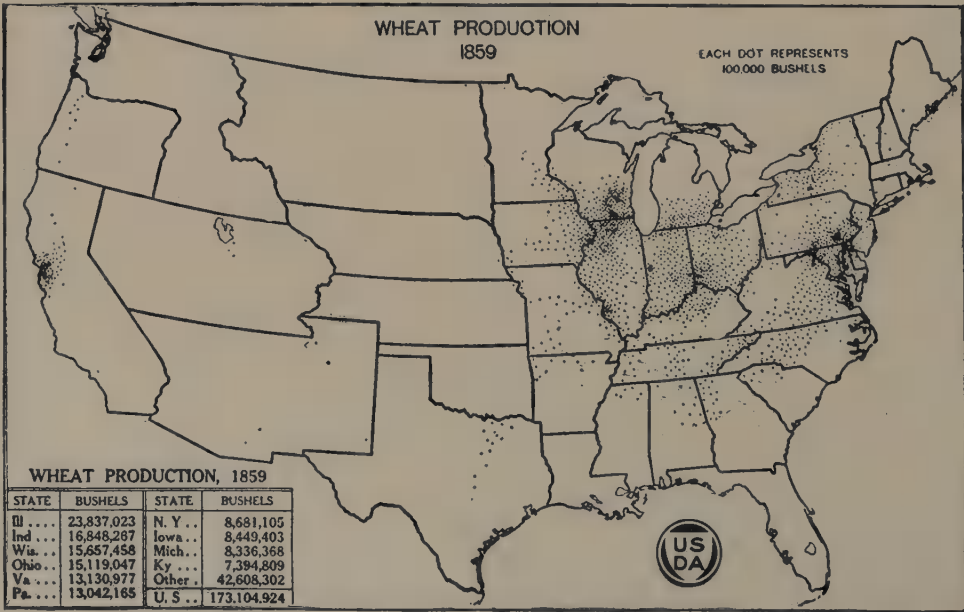 WHEAT PRODUCTION
1859
EACH DOT REPRESENTS
100,000 BUSHELS
WHEAT PRODUCTION, 1859
STATE BUSHELS STATE BUSHELS
Ill .... 23,837,023 N. Y .. 8,681,105
Ind ... 16,848,267 Iowa .. 8,449,403
Wis. .. 15,657,458 Mich .. 8,336,368
Ohio .. 15,119,047 Ky ... 7,394,809
Va .... 13,130,977 Other . 42,608,302
Pa. ... 13,042,165 U. S .. 173.104.924
US
DA